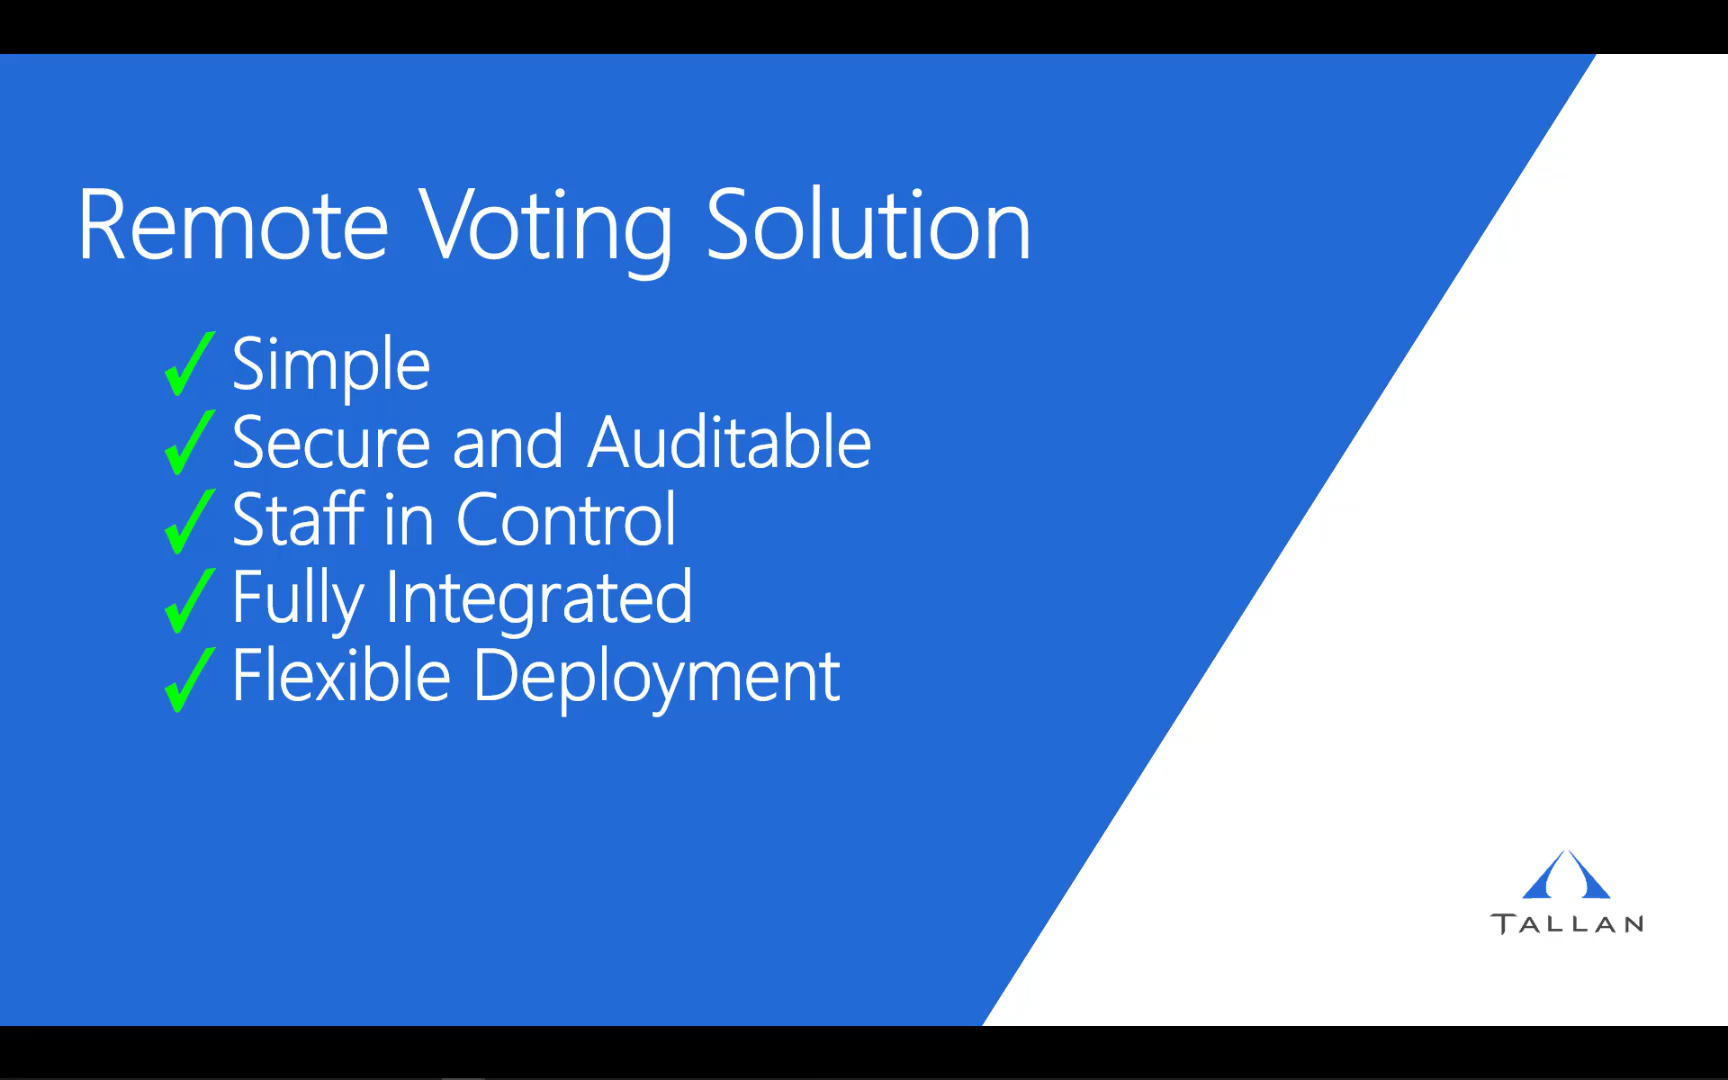 Remote Voting Solution
✓ Simple
✓ Secure and Auditable
✓ Staff in Control
✓ Fully Integrated
✓ Flexible Deployment
TALLAN